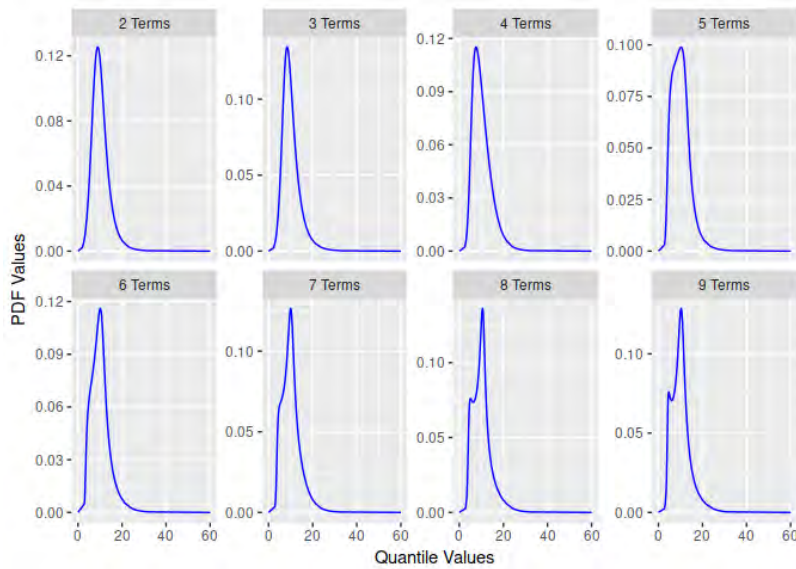 2 Terms 3 Terms 4 Terms 5 Terms
0.12 0.10 0.12 0.100
0.08 0.05 0.09 0.075
0.04 0.00 0.06 0.050
0.00 0.03 0.025
0.00 0.000
PDF Values
6 Terms 7 Terms 8 Terms 9 Terms
0.12 0.10 0.10 0.10
0.09 0.05 0.05 0.05
0.06 0.00 0.00 0.00
0.03
0.00
0 20 40 60 0 20 40 60 0 20 40 60 0 20 40 60
Quantile Values